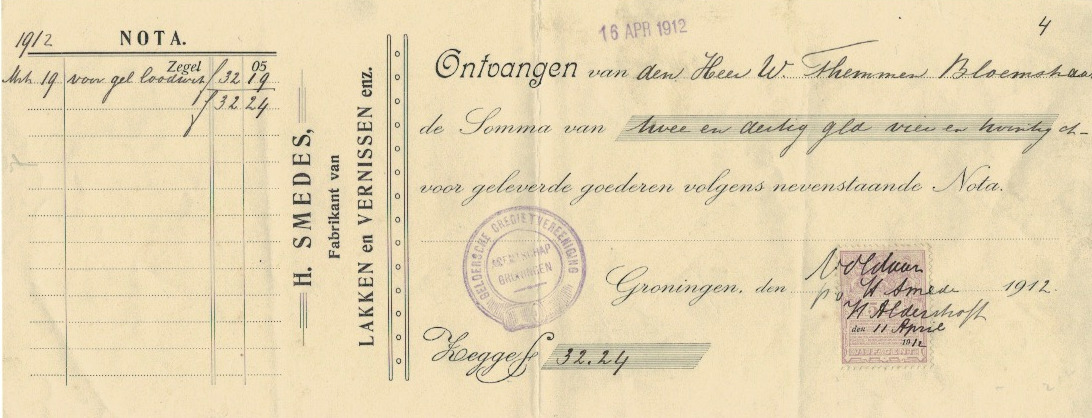 1912 NOTA.
Zegel 05
Mrt. 19 voor gel loodwit f 32 19
f 32 24
H. SMEDES,
Fabrikant van
LAKKEN en VERNISSEN enz.
16 APR 1912
4
Ontvangen van den Heer W. Themmen Bloemstraa
de Somma van twee en dertig gld vier en twintig ct
voor geleverde goederen volgens nevenstaande Nota.
GELDERSCHE CREDIETVEREENIGING
AGENTSCHAP
GRONINGEN
Groningen, den 1912.
Voldaan
po H Smedes
den 11 April
1912
Zegge f 32.24